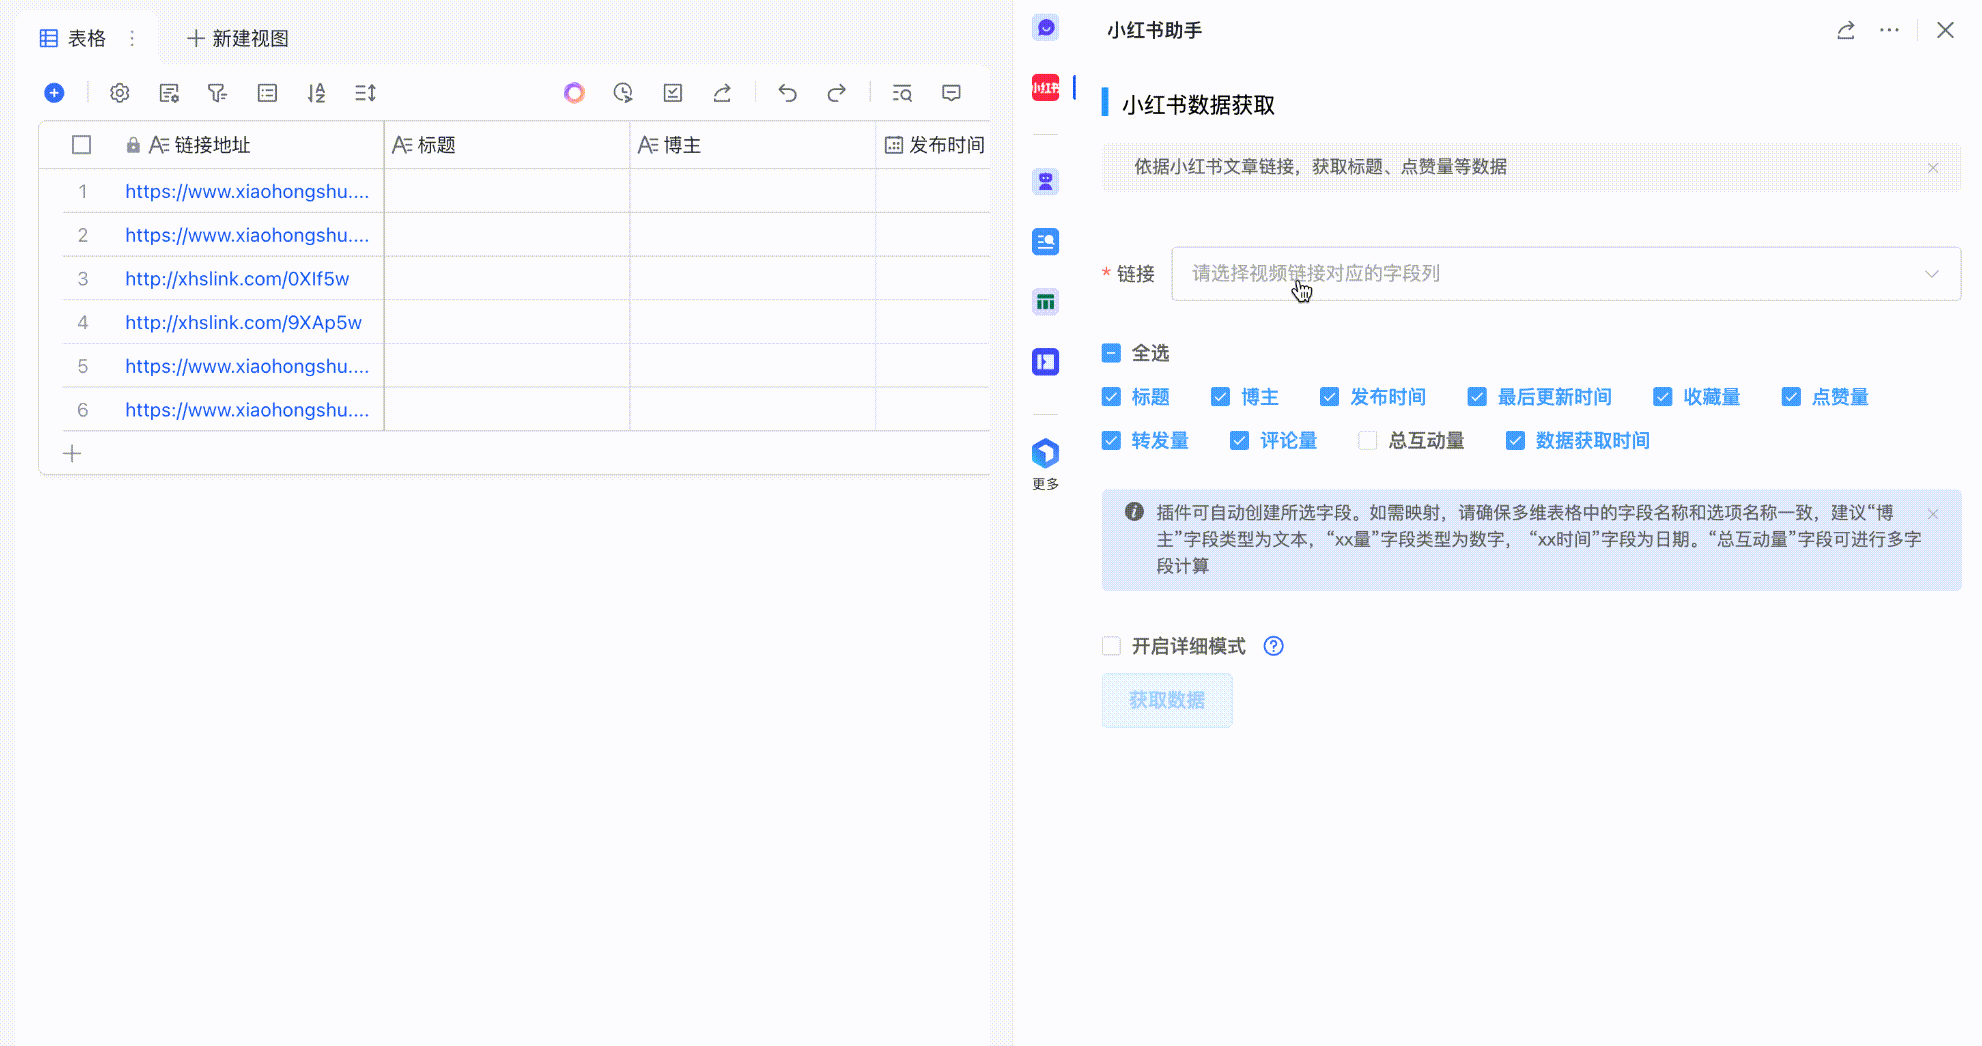 表格
新建视图
链接地址
标题
博主
发布时间
1 https://www.xiaohongshu....
2 https://www.xiaohongshu....
3 http://xhslink.com/0XIf5w
4 http://xhslink.com/9XAp5w
5 https://www.xiaohongshu....
6 https://www.xiaohongshu....
小红书
更多
小红书助手
小红书数据获取
依据小红书文章链接，获取标题、点赞量等数据
* 链接 请选择视频链接对应的字段列
全选
标题 博主 发布时间 最后更新时间 收藏量 点赞量
转发量 评论量 总互动量 数据获取时间
插件可自动创建所选字段。如需映射，请确保多维表格中的字段名称和选项名称一致，建议“博
主”字段类型为文本，“xx量”字段类型为数字， “xx时间”字段为日期。“总互动量”字段可进行多字
段计算
开启详细模式
获取数据